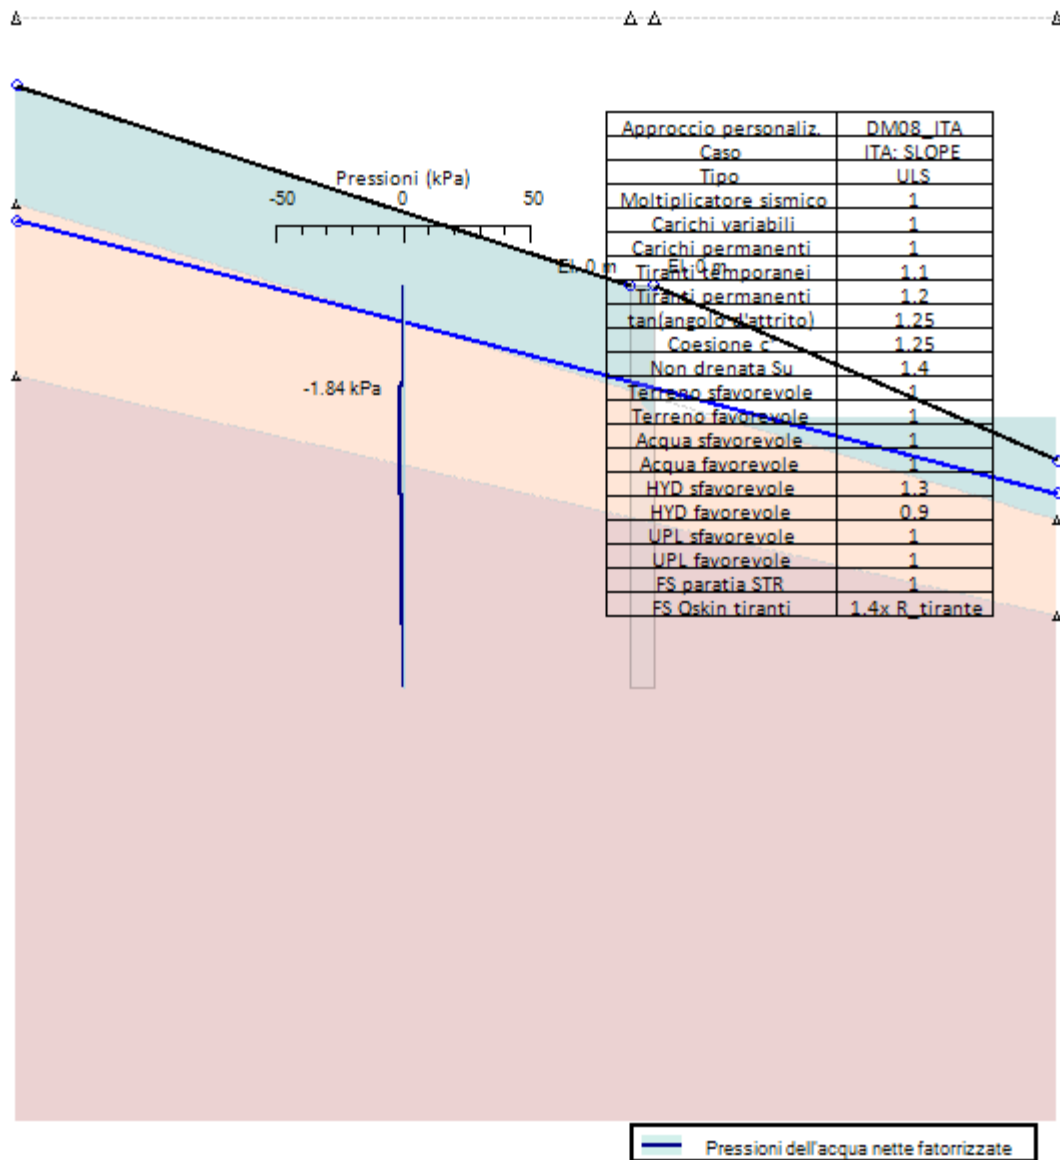 Approccio personaliz. DM08_ITA
Caso ITA: SLOPE
Pressioni (kPa)
Tipo ULS
-50 0 50
Moltiplicatore sismico 1
Carichi variabili 1
Carichi permanenti 1
El. 0 m El. 0 m
Tiranti temporanei 1.1
Tiranti permanenti 1.2
tan(angolo d'attrito) 1.25
Coesione c' 1.25
Non drenata Su 1.4
-1.84 kPa
Terreno sfavorevole 1
Terreno favorevole 1
Acqua sfavorevole 1
Acqua favorevole 1
HYD sfavorevole 1.3
HYD favorevole 0.9
UPL sfavorevole 1
UPL favorevole 1
FS paratia STR 1
FS Qskin tiranti 1.4x R_tirante
Pressioni dell'acqua nette fatorrizzate